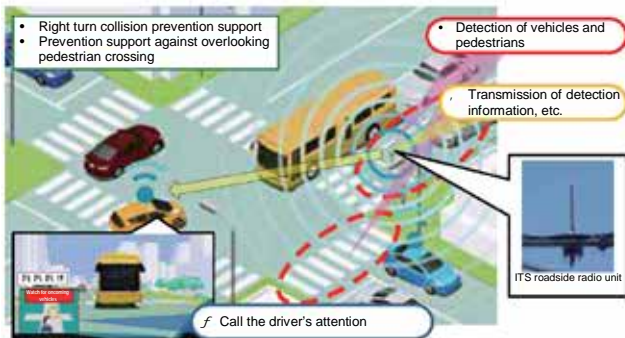 • Right turn collision prevention support
• Prevention support against overlooking
pedestrian crossing
• Detection of vehicles and
pedestrians
, Transmission of detection
information, etc.
ITS roadside radio unit
Watch for oncoming
vehicles
ƒ Call the driver's attention